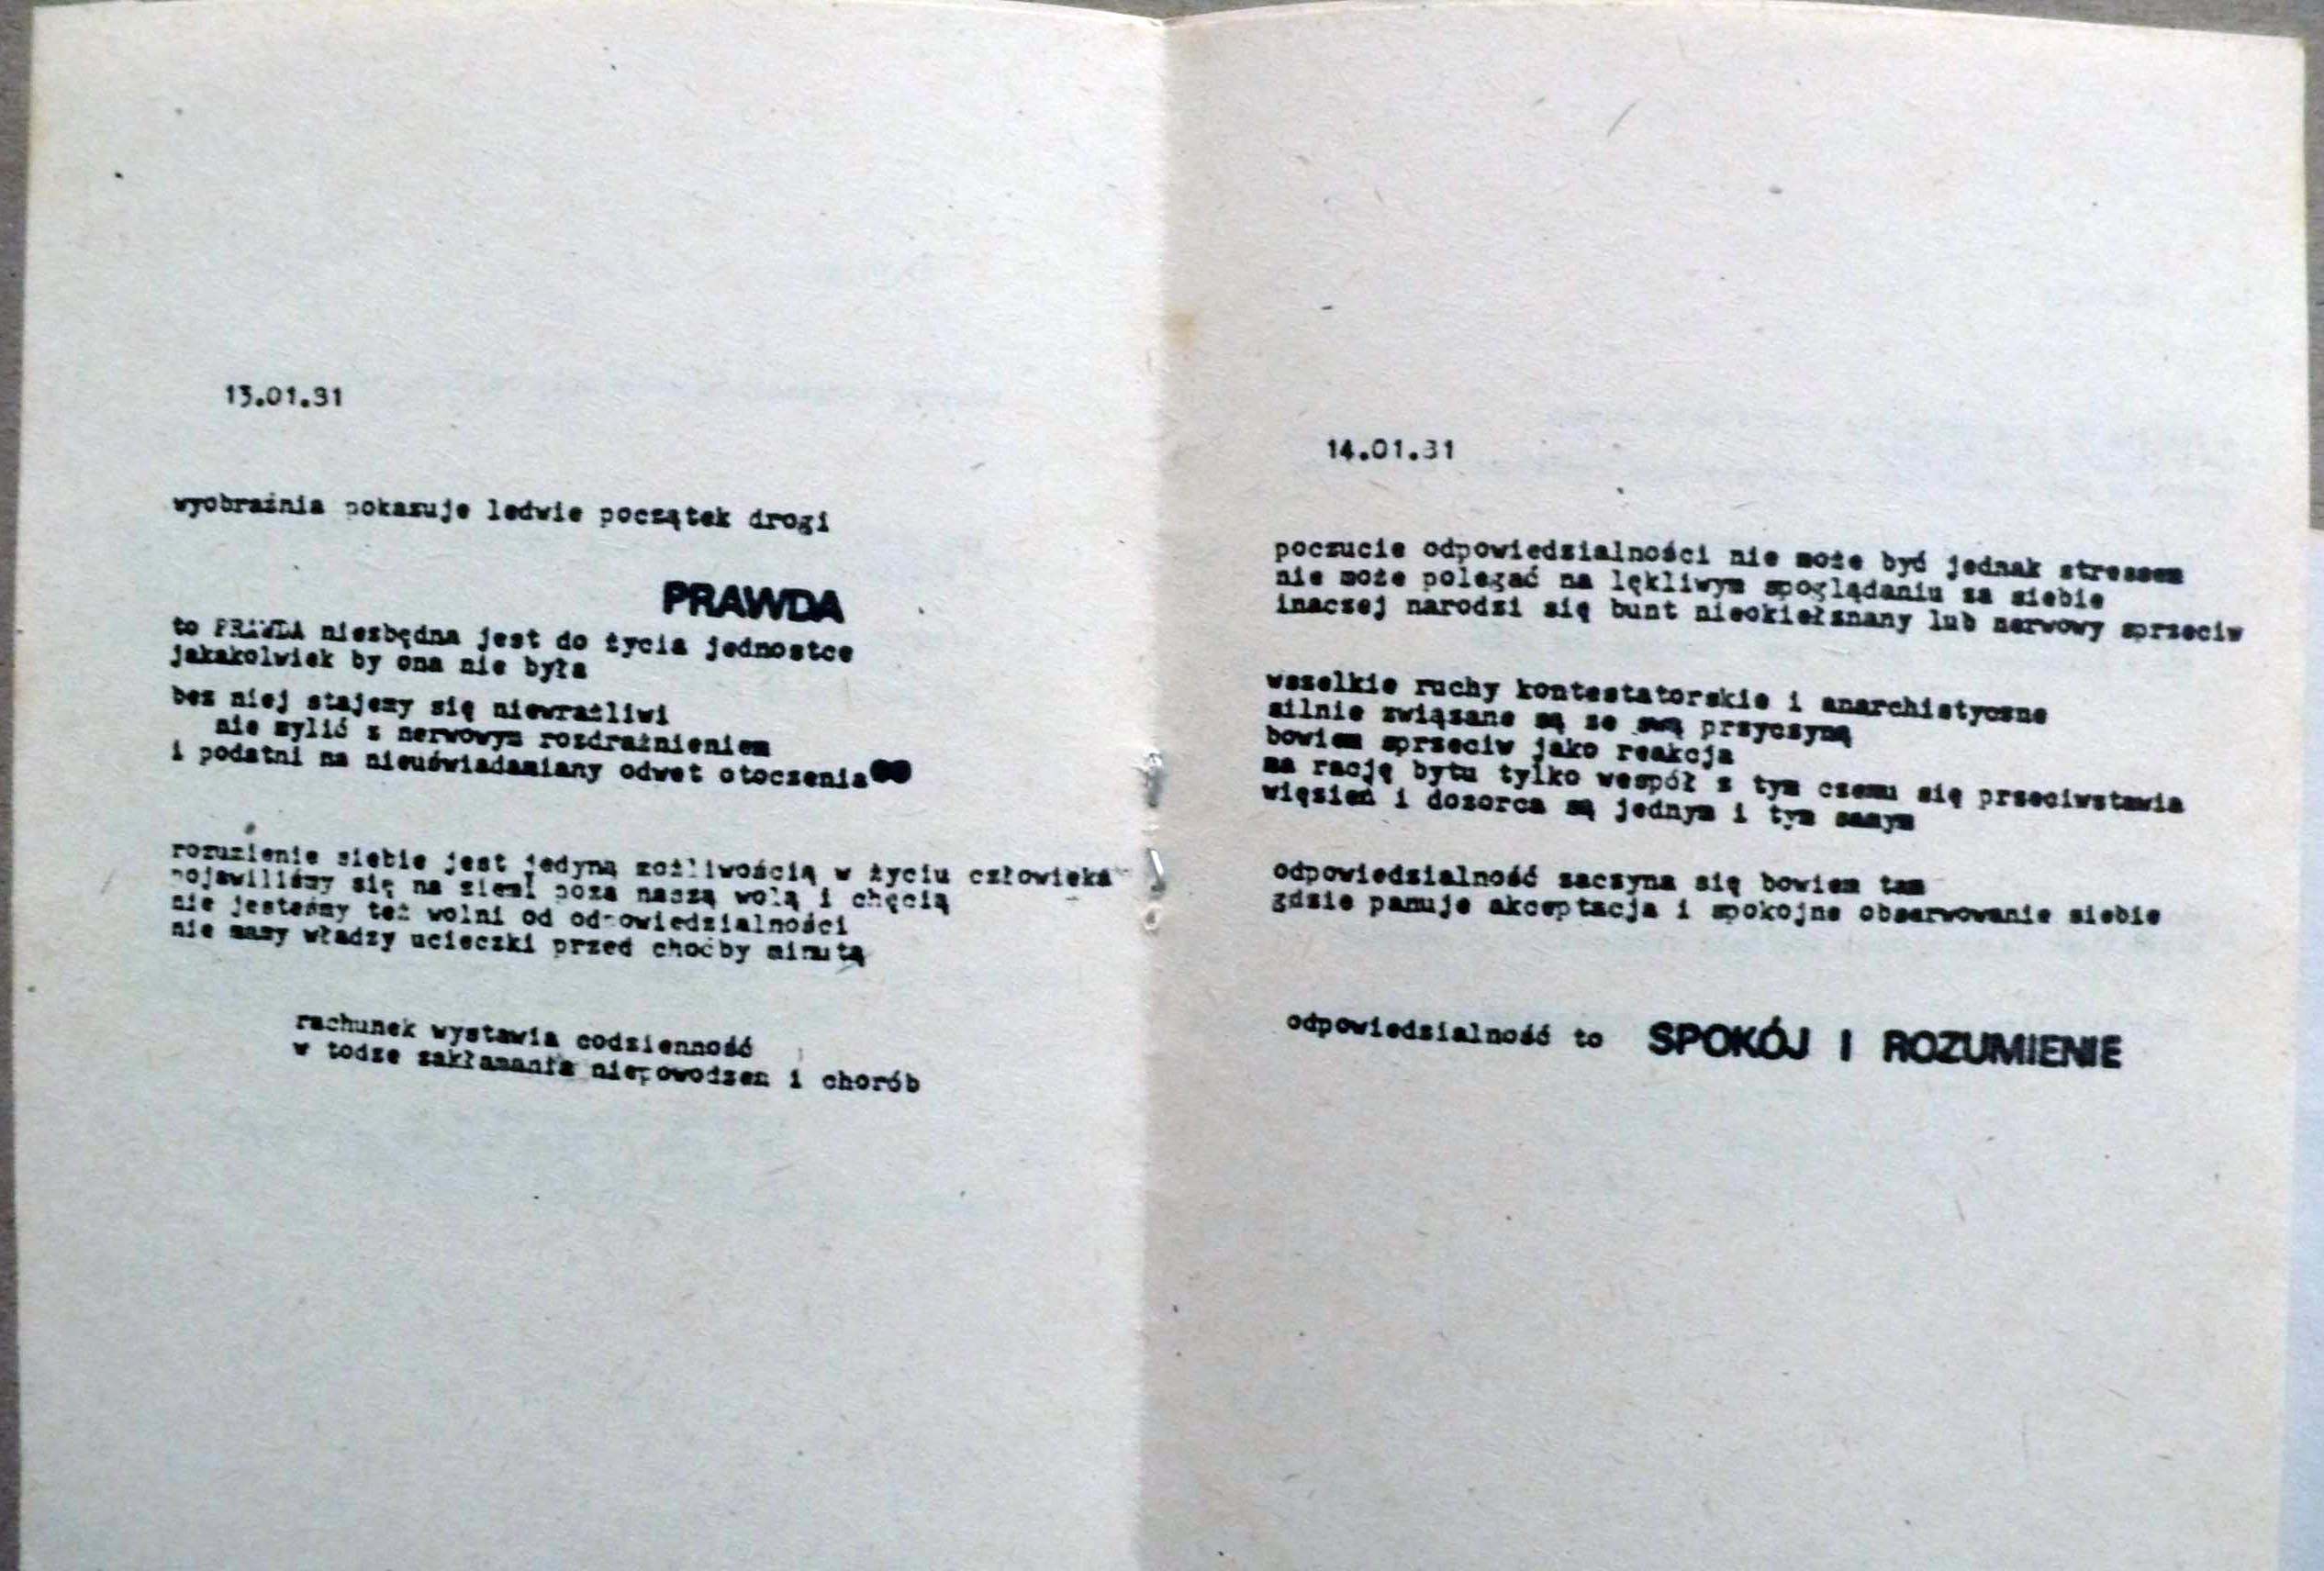 13.01.81
wyobraźnia pokazuje ledwie początek drogi
PRAWDA
to PRAWDA niezbędna jest do życia jednostce
jakakolwiek by ona nie była
bez niej stajemy się niewrażliwi
nie mylić z nerwowym rozdrażnieniem
i podatni na nieuświadamiany odwet otoczenia
rozumienie siebie jest jedyną możliwością w życiu człowieka
pojawiliśmy się na ziemi poza naszą wolą i chęcią
nie jesteśmy też wolni od odpowiedzialności
nie mamy władzy ucieczki przed choćby minutą
rachunek wystawia codzienność
w todze zakłamania niepowodzeń i chorób
14.01.81
poczucie odpowiedzialności nie może być jednak stressem
nie może polegać na lękliwym spoglądaniu za siebie
inaczej narodzi się bunt nieokiełznany lub nerwowy sprzeciw
wszelkie ruchy kontestatorskie i anarchistyczne
silnie związane są ze swą przyczyną
bowiem sprzeciw jako reakcja
ma rację bytu tylko wespół z tym czemu się przeciwstawia
więzień i dozorca są jednym i tym samym
odpowiedzialność zaczyna się bowiem tam
gdzie panuje akceptacja i spokojne obserwowanie siebie
odpowiedzialność to SPOKÓJ I ROZUMIENIE